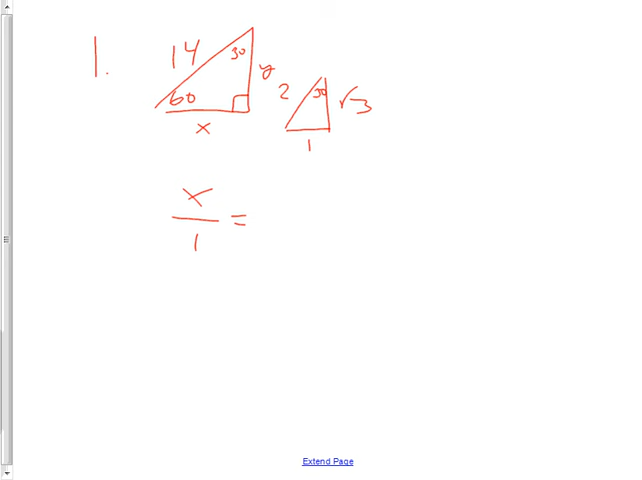 1.
14
30
y
60
x
2
30
√3
1
x
1
=
Extend Page